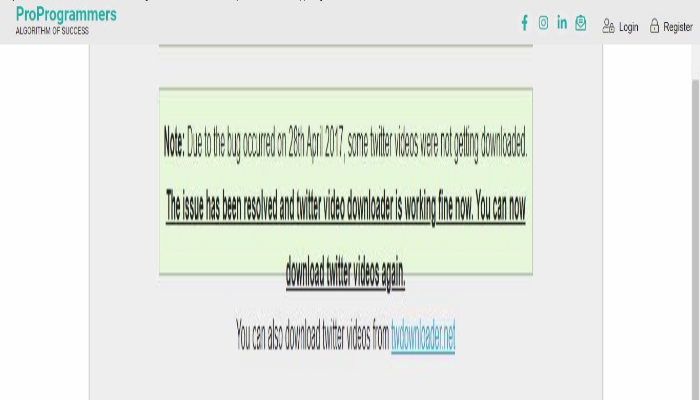 ProProgrammers
ALGORITHM OF SUCCESS
Login
Register
Note: Due to the bug occurred on 28th April 2017, some twitter videos were not getting downloaded.
The issue has been resolved and twitter video downloader is working fine now. You can now
download twitter videos again.
You can also download twitter videos from twdownloader.net